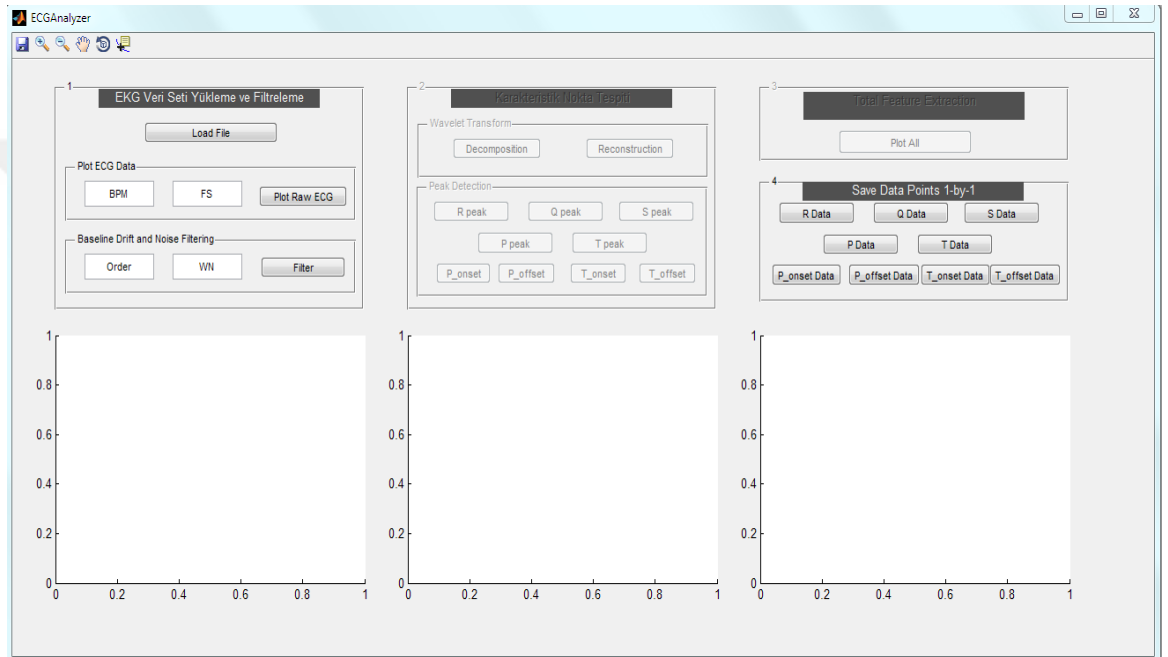 ECGAnalyzer
1
EKG Veri Seti Yükleme ve Filtreleme
Load File
Plot ECG Data
BPM FS Plot Raw ECG
Baseline Drift and Noise Filtering
Order WN Filter
2
Karakteristik Nokta Tespiti
Wavelet Transform
Decomposition Reconstruction
Peak Detection
R peak Q peak S peak
P peak T peak
P_onset P_offset T_onset T_offset
3
Total Feature Extraction
Plot All
4
Save Data Points 1-by-1
R Data Q Data S Data
P Data T Data
P_onset Data P_offset Data T_onset Data T_offset Data
1
0.8
0.6
0.4
0.2
0
0 0.2 0.4 0.6 0.8 1
1
0.8
0.6
0.4
0.2
0
0 0.2 0.4 0.6 0.8 1
1
0.8
0.6
0.4
0.2
0
0 0.2 0.4 0.6 0.8 1